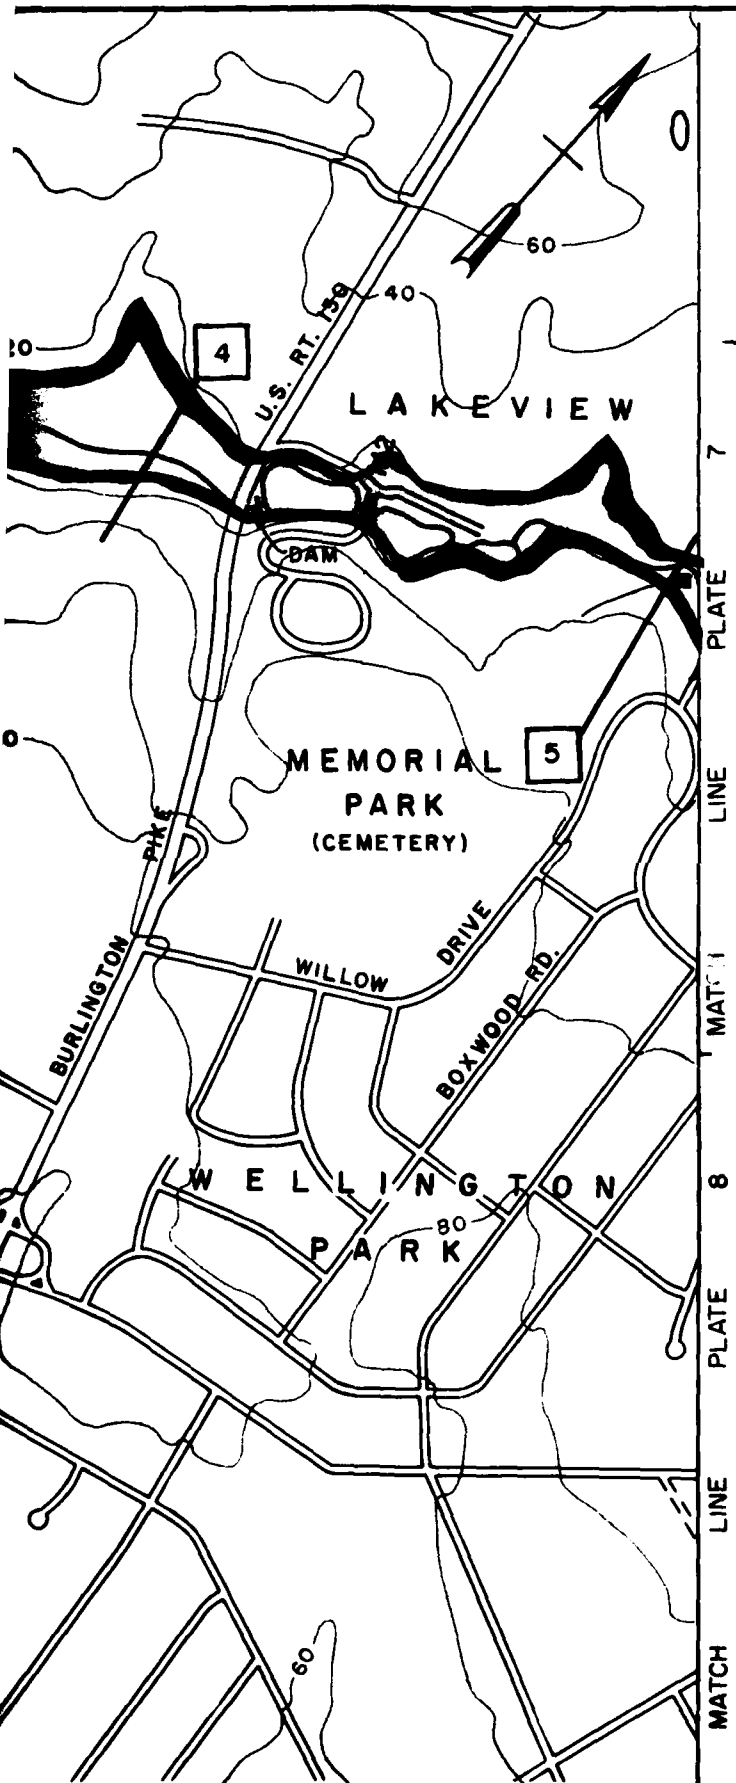 60
40
U.S. RT. 130
4
LAKEVIEW
7
DAM
PLATE
5
MEMORIAL
PARK
(CEMETERY)
LINE
PIKE
DRIVE
WILLOW
BOXWOOD RD.
BURLINGTON
MATCH
WELLINGTON
8
80
PARK
PLATE
LINE
60
MATCH